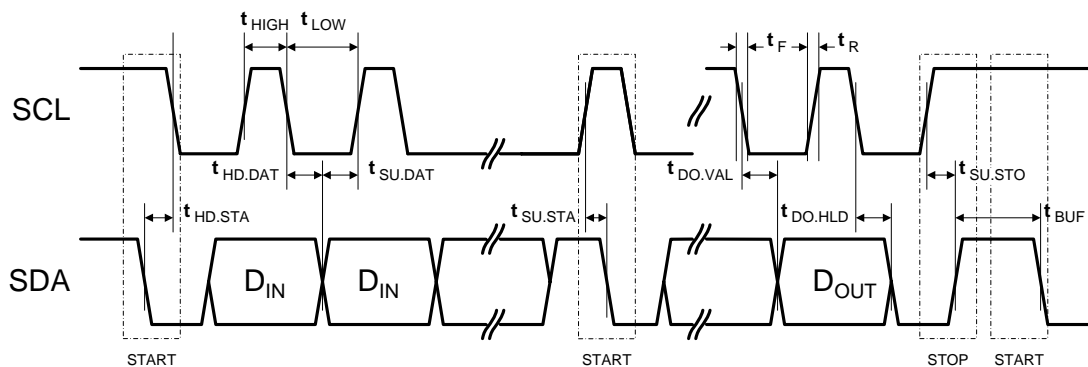 t HIGH t LOW t F t R
SCL
t HD.DAT t SU.DAT t DO.VAL t SU.STO
t HD.STA t SU.STA t DO.HLD t BUF
SDA D IN D IN D OUT
START START STOP START